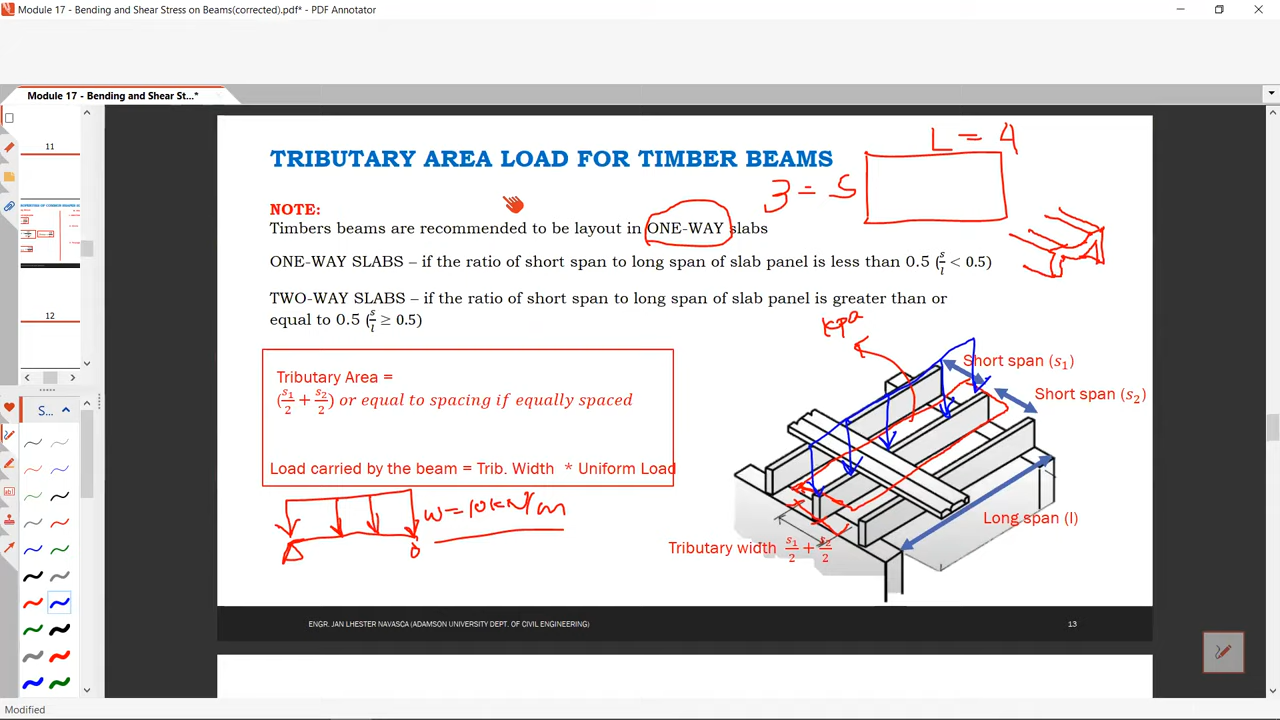 Module 17 - Bending and Shear Stress on Beams(corrected).pdf* - PDF Annotator
Module 17 - Bending and Shear St...*
11
12
S...
TRIBUTARY AREA LOAD FOR TIMBER BEAMS
L = 4
3 = S
NOTE:
Timbers beams are recommended to be layout in ONE-WAY slabs
ONE-WAY SLABS – if the ratio of short span to long span of slab panel is less than 0.5 (s/l < 0.5)
TWO-WAY SLABS – if the ratio of short span to long span of slab panel is greater than or
equal to 0.5 (s/l ≥ 0.5)
kpa
Tributary Area =
(s₁/2 + s₂/2) or equal to spacing if equally spaced
Load carried by the beam = Trib. Width * Uniform Load
w = 10kN/m
Short span (s₁)
Short span (s₂)
Long span (l)
Tributary width s₁/2 + s₂/2
ENGR. JAN LHESTER NAVASCA (ADAMSON UNIVERSITY DEPT. OF CIVIL ENGINEERING)
13
Modified